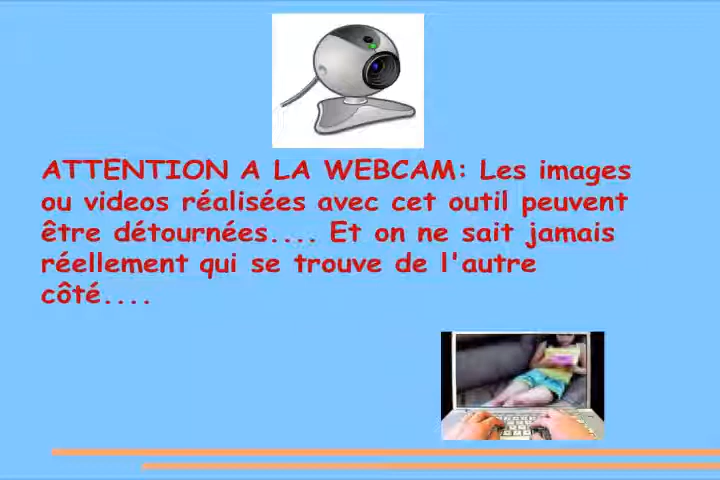 ATTENTION A LA WEBCAM: Les images
ou videos réalisées avec cet outil peuvent
être détournées.... Et on ne sait jamais
réellement qui se trouve de l'autre
côté....